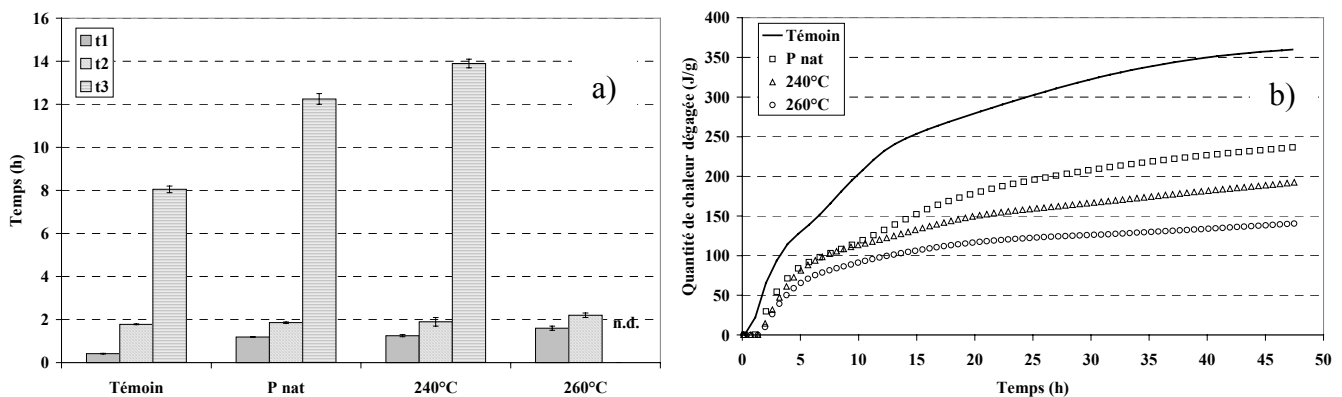 a)
t1
t2
t3
Temps (h)
16
14
12
10
8
6
4
2
0
n.d.
Témoin
P nat
240°C
260°C
b)
Témoin
P nat
240°C
260°C
Quantité de chaleur dégagée (J/g)
400
350
300
250
200
150
100
50
0
0
5
10
15
20
25
30
35
40
45
50
Temps (h)